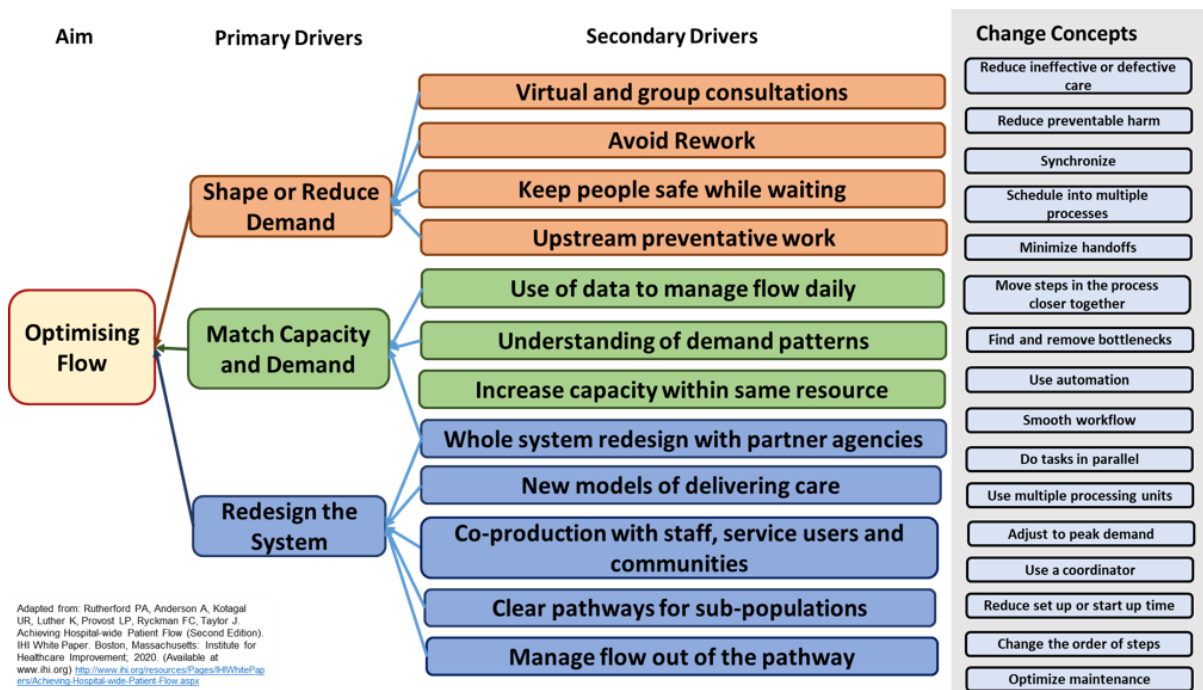 Aim
Primary Drivers
Secondary Drivers
Change Concepts
Optimising
Flow
Shape or Reduce
Demand
Match Capacity
and Demand
Redesign the
System
Virtual and group consultations
Avoid Rework
Keep people safe while waiting
Upstream preventative work
Use of data to manage flow daily
Understanding of demand patterns
Increase capacity within same resource
Whole system redesign with partner agencies
New models of delivering care
Co-production with staff, service users and
communities
Clear pathways for sub-populations
Manage flow out of the pathway
Reduce ineffective or defective
care
Reduce preventable harm
Synchronize
Schedule into multiple
processes
Minimize handoffs
Move steps in the process
closer together
Find and remove bottlenecks
Use automation
Smooth workflow
Do tasks in parallel
Use multiple processing units
Adjust to peak demand
Use a coordinator
Reduce set up or start up time
Change the order of steps
Optimize maintenance
Adapted from: Rutherford PA, Anderson A, Kotagal
UR, Luther K, Provost LP, Ryckman FC, Taylor J.
Achieving Hospital-wide Patient Flow (Second Edition).
IHI White Paper. Boston, Massachusetts: Institute for
Healthcare Improvement; 2020. (Available at
www.ihi.org) http://www.ihi.org/resources/Pages/IHIWhitePap
ers/Achieving-Hospital-wide-Patient-Flow.aspx